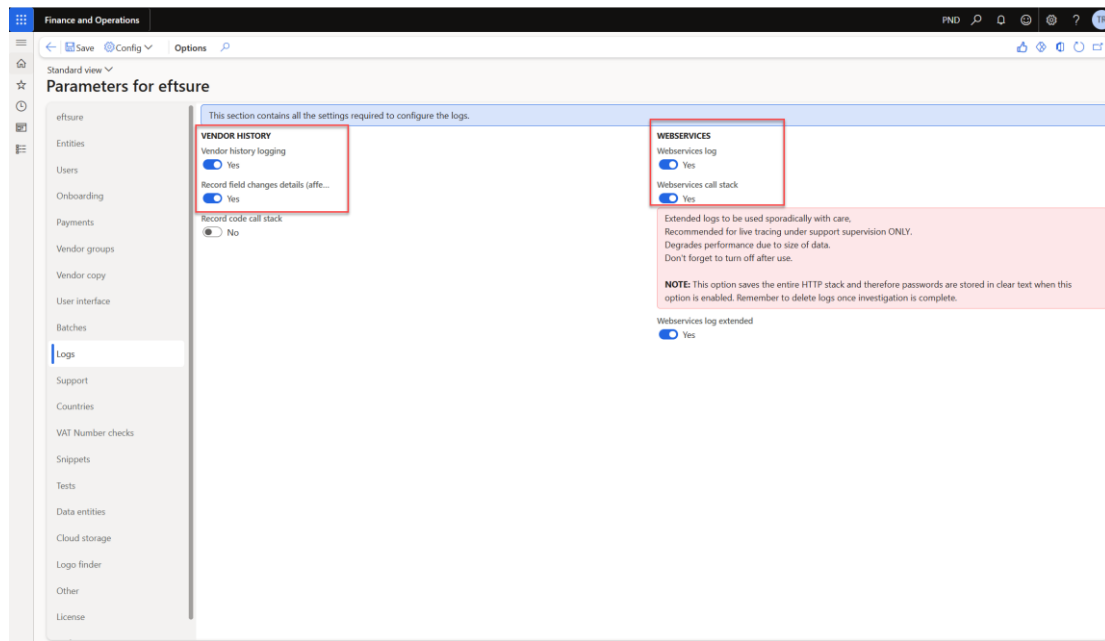 Finance and Operations
PND
?
TR
Save
Config
Options
Standard view
Parameters for eftsure
eftsure
Entities
Users
Onboarding
Payments
Vendor groups
Vendor copy
User interface
Batches
Logs
Support
Countries
VAT Number checks
Snippets
Tests
Data entities
Cloud storage
Logo finder
Other
License
This section contains all the settings required to configure the logs.
VENDOR HISTORY
Vendor history logging
Yes
Record field changes details (affe...
Yes
Record code call stack
No
WEBSERVICES
Webservices log
Yes
Webservices call stack
Yes
Extended logs to be used sporadically with care,
Recommended for live tracing under support supervision ONLY.
Degrades performance due to size of data.
Don't forget to turn off after use.
NOTE: This option saves the entire HTTP stack and therefore passwords are stored in clear text when this
option is enabled. Remember to delete logs once investigation is complete.
Webservices log extended
Yes